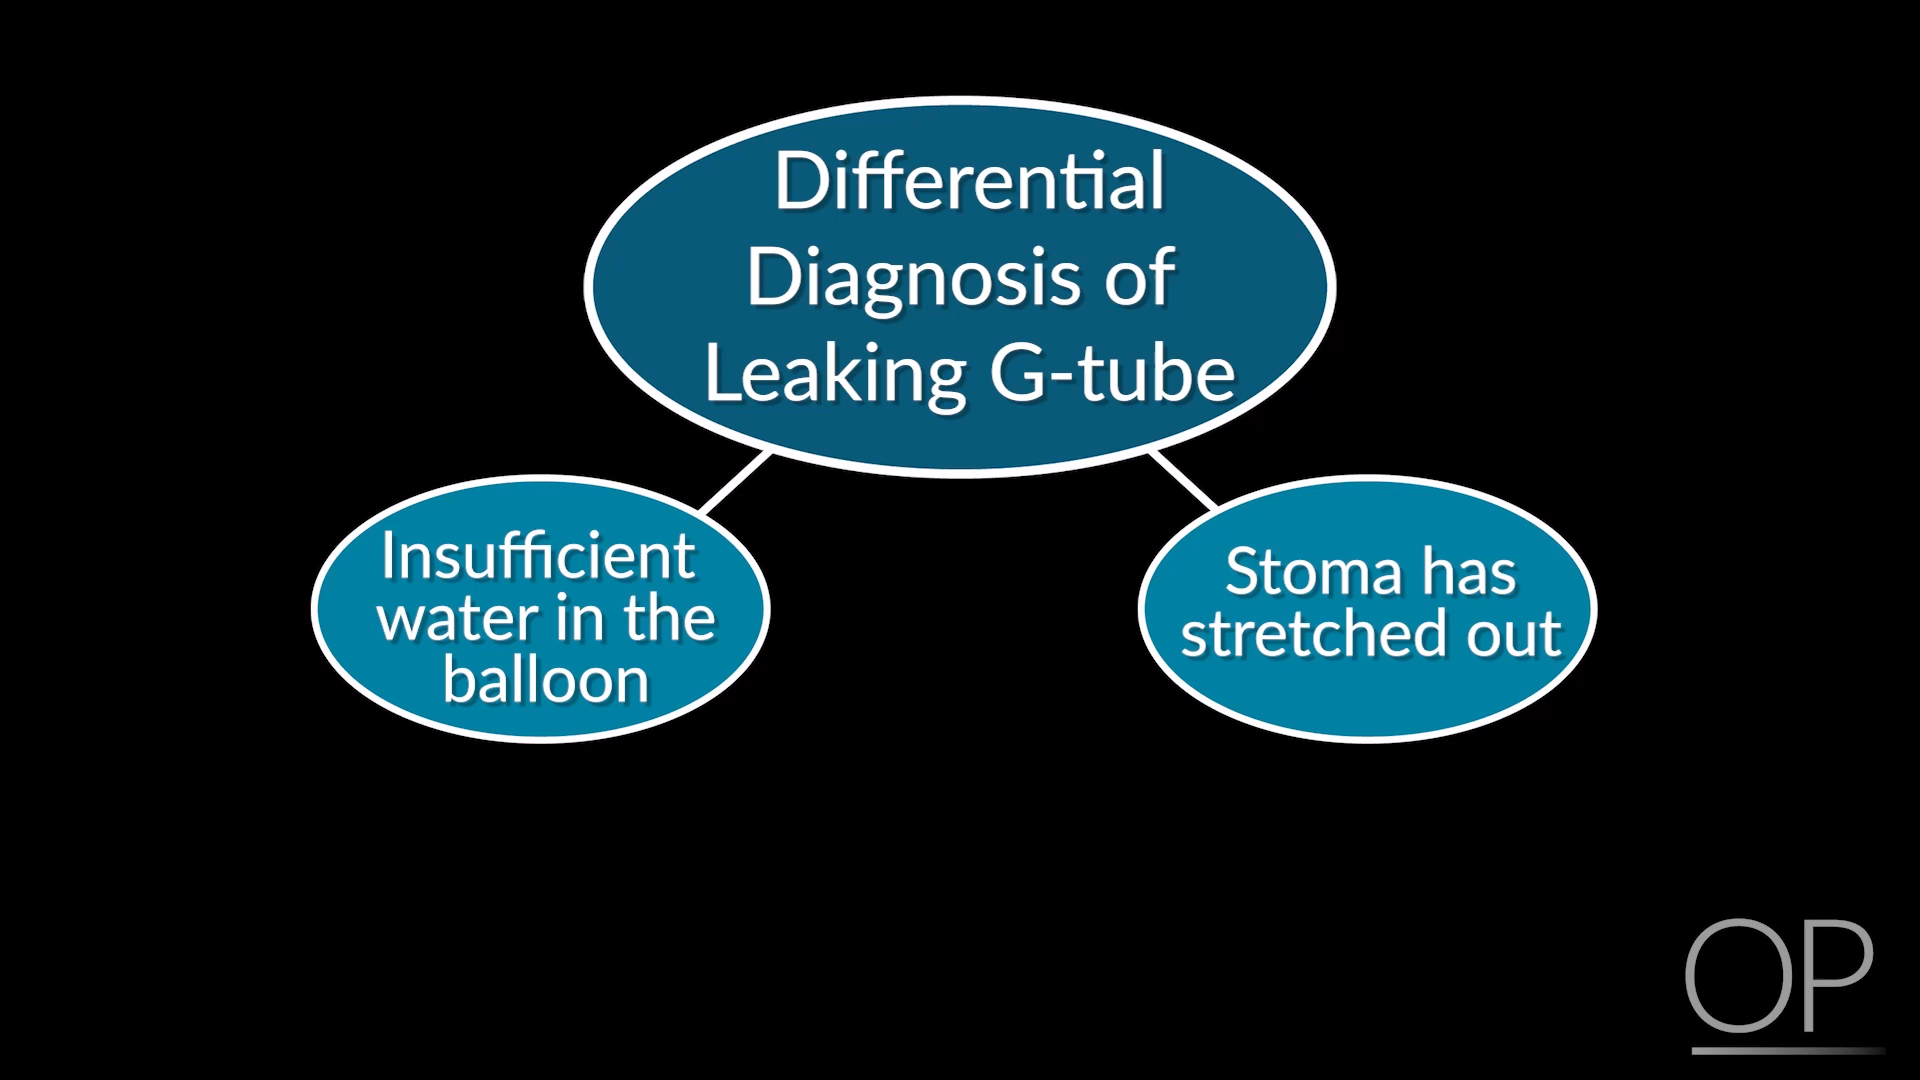 Differential
Diagnosis of
Leaking G-tube
Insufficient
water in the
balloon
Stoma has
stretched out
OP